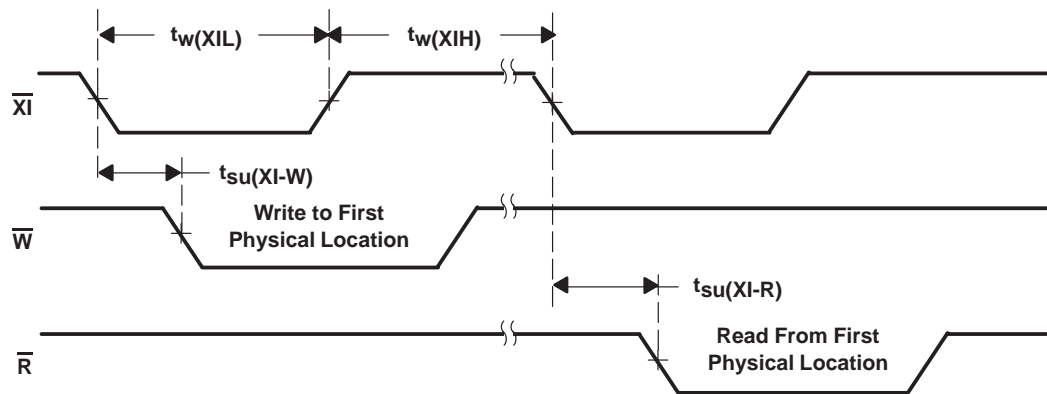 tw(XIL)
tw(XIH)
XI
tsu(XI-W)
W
Write to First
Physical Location
tsu(XI-R)
R
Read From First
Physical Location